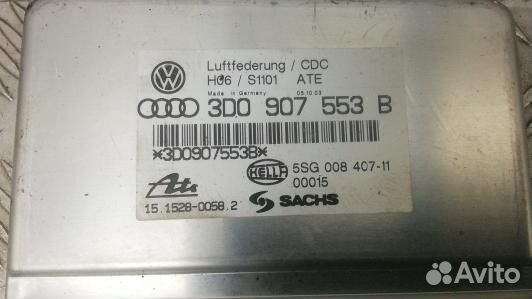 Luftfederung / CDC
H06 / S1101 ATE
Made in Germany 05.10.03
3D0 907 553 B
*3D0907553B*
HELLA 5SG 008 407-11
00015
Ate
15.1528-0058.2 SACHS
Avito